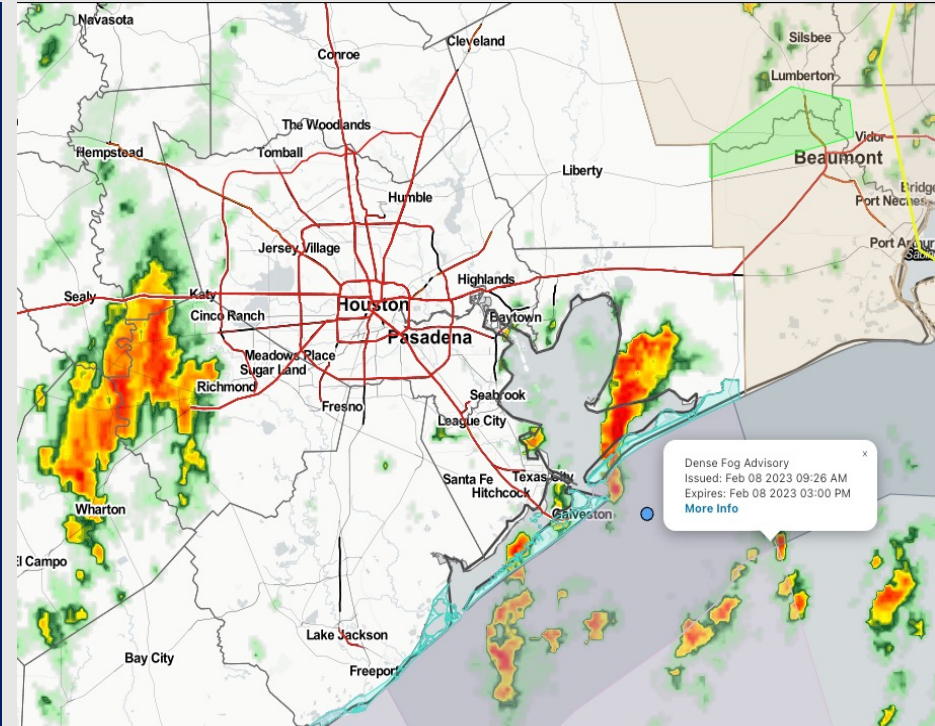 Navasota
Cleveland
Conroe
Silsbee
Lumberton
The Woodlands
Tomball
Hempstead
Vidor
Beaumont
Liberty
Humble
Port Neches
Jersey Village
Port Arthur
Highlands
Sealy
Katy
Houston
Cinco Ranch
Baytown
Pasadena
Meadows Place
Sugar Land
Richmond
Seabrook
Fresno
League City
Dense Fog Advisory
x
Issued: Feb 08 2023 09:26 AM
Expires: Feb 08 2023 03:00 PM
More Info
Santa Fe
Texas City
Hitchcock
Wharton
Galveston
El Campo
Lake Jackson
Bay City
Freeport